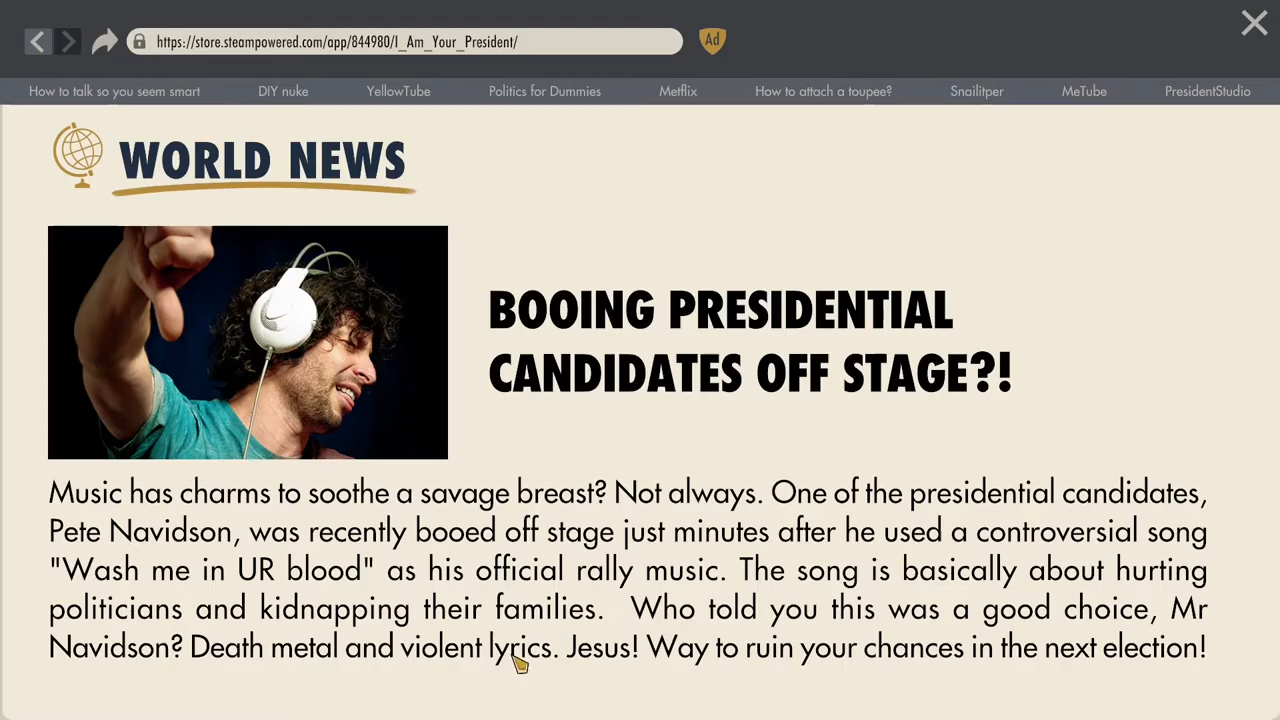 https://store.steampowered.com/app/844980/I_Am_Your_President/
Ad
How to talk so you seem smart
DIY nuke
YellowTube
Politics for Dummies
Metflix
How to attach a toupee?
Snailitper
MeTube
PresidentStudio
WORLD NEWS
BOOING PRESIDENTIAL
CANDIDATES OFF STAGE?!
Music has charms to soothe a savage breast? Not always. One of the presidential candidates,
Pete Navidson, was recently booed off stage just minutes after he used a controversial song
"Wash me in UR blood" as his official rally music. The song is basically about hurting
politicians and kidnapping their families.  Who told you this was a good choice, Mr
Navidson? Death metal and violent lyrics. Jesus! Way to ruin your chances in the next election!